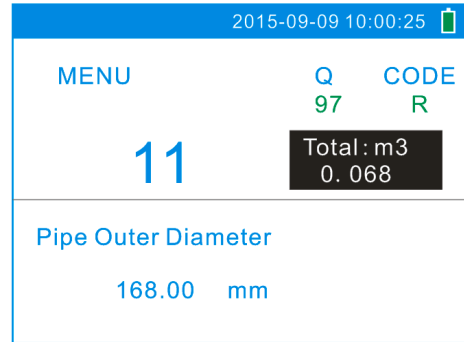 2015-09-09 10:00:25
MENU Q CODE
97 R
11
Total:m3
0.068
Pipe Outer Diameter
168.00 mm